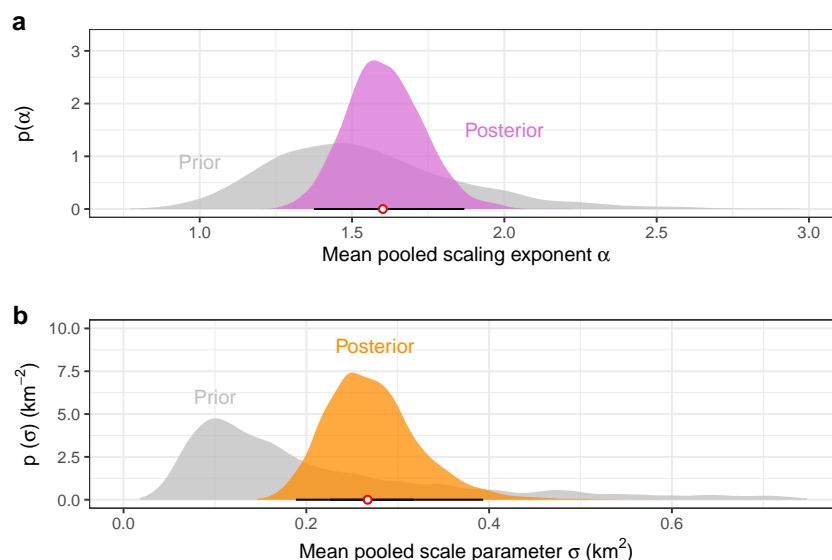 a
3
2
1
0
p(α)
Prior
Posterior
1.0 1.5 2.0 2.5 3.0
Mean pooled scaling exponent α
b
10.0
7.5
5.0
2.5
0.0
p (σ) (km⁻²)
Posterior
Prior
0.0 0.2 0.4 0.6
Mean pooled scale parameter σ (km²)